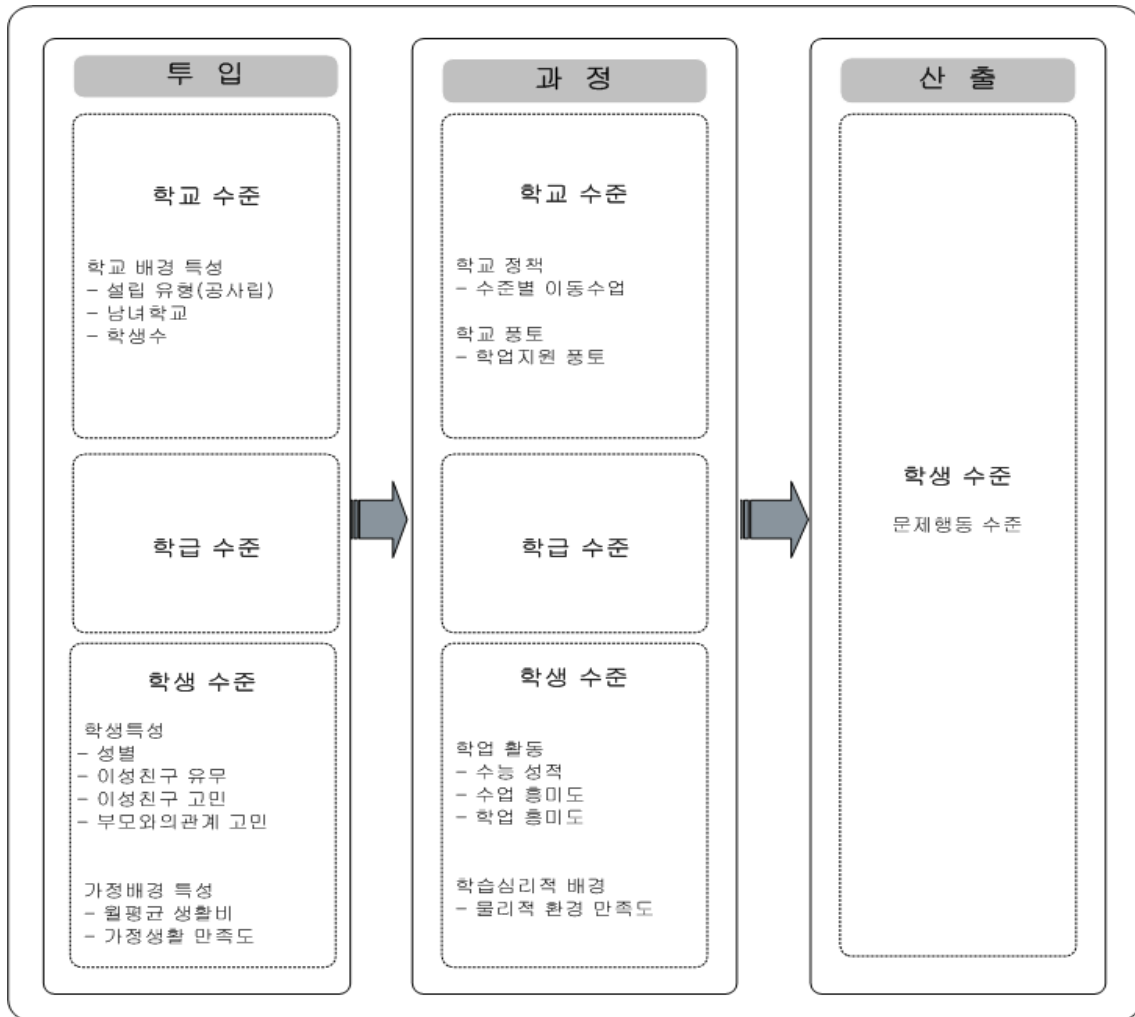 투 입
학교 수준
학교 배경 특성
– 설립 유형(공사립)
– 남녀학교
– 학생수
학급 수준
학생 수준
학생특성
– 성별
– 이성친구 유무
– 이성친구 고민
– 부모와의관계 고민
가정배경 특성
– 월평균 생활비
– 가정생활 만족도
과 정
학교 수준
학교 정책
– 수준별 이동수업
학교 풍토
– 학업지원 풍토
학급 수준
학생 수준
학업 활동
– 수능 성적
– 수업 흥미도
– 학업 흥미도
학습심리적 배경
– 물리적 환경 만족도
산 출
학생 수준
문제행동 수준